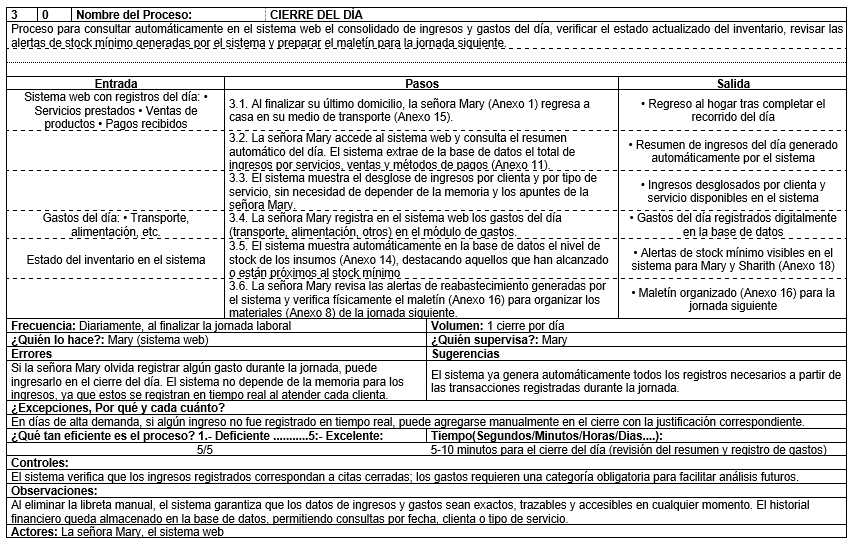 3 0 Nombre del Proceso: CIERRE DEL DÍA
Proceso para consultar automáticamente en el sistema web el consolidado de ingresos y gastos del día, verificar el estado actualizado del inventario, revisar las
alertas de stock mínimo generadas por el sistema y preparar el maletín para la jornada siguiente.
Entrada Pasos Salida
Sistema web con registros del día: •
Servicios prestados • Ventas de
productos • Pagos recibidos
3.1. Al finalizar su último domicilio, la señora Mary (Anexo 1) regresa a
casa en su medio de transporte (Anexo 15).
• Regreso al hogar tras completar el
recorrido del día
3.2. La señora Mary accede al sistema web y consulta el resumen
automático del día. El sistema extrae de la base de datos el total de
ingresos por servicios, ventas y métodos de pagos (Anexo 11).
• Resumen de ingresos del día generado
automáticamente por el sistema
3.3. El sistema muestra el desglose de ingresos por clienta y por tipo de
servicio, sin necesidad de depender de la memoria y los apuntes de la
señora Mary.
• Ingresos desglosados por clienta y
servicio disponibles en el sistema
Gastos del día: • Transporte,
alimentación, etc.
3.4. La señora Mary registra en el sistema web los gastos del día
(transporte, alimentación, otros) en el módulo de gastos.
• Gastos del día registrados digitalmente
en la base de datos
Estado del inventario en el sistema
3.5. El sistema muestra automáticamente en la base de datos el nivel de
stock de los insumos (Anexo 14), destacando aquellos que han alcanzado
o están próximos al stock mínimo
• Alertas de stock mínimo visibles en el
sistema para Mary y Sharith (Anexo 18)
3.6. La señora Mary revisa las alertas de reabastecimiento generadas por
el sistema y verifica físicamente el maletín (Anexo 16) para organizar los
materiales (Anexo 8) de la jornada siguiente.
• Maletín organizado (Anexo 16) para la
jornada siguiente
Frecuencia: Diariamente, al finalizar la jornada laboral
Volumen: 1 cierre por día
¿Quién lo hace?: Mary (sistema web)
¿Quién supervisa?: Mary
Errores
Sugerencias
Si la señora Mary olvida registrar algún gasto durante la jornada, puede
ingresarlo en el cierre del día. El sistema no depende de la memoria para los
ingresos, ya que estos se registran en tiempo real al atender cada clienta.
El sistema ya genera automáticamente todos los registros necesarios a partir de
las transacciones registradas durante la jornada.
¿Excepciones, Por qué y cada cuánto?
En días de alta demanda, si algún ingreso no fue registrado en tiempo real, puede agregarse manualmente en el cierre con la justificación correspondiente.
¿Qué tan eficiente es el proceso? 1.- Deficiente ...........5:- Excelente:
Tiempo(Segundos/Minutos/Horas/Dias....):
5/5
5-10 minutos para el cierre del día (revisión del resumen y registro de gastos)
Controles:
El sistema verifica que los ingresos registrados correspondan a citas cerradas; los gastos requieren una categoría obligatoria para facilitar análisis futuros.
Observaciones:
Al eliminar la libreta manual, el sistema garantiza que los datos de ingresos y gastos sean exactos, trazables y accesibles en cualquier momento. El historial
financiero queda almacenado en la base de datos, permitiendo consultas por fecha, clienta o tipo de servicio.
Actores: La señora Mary, el sistema web